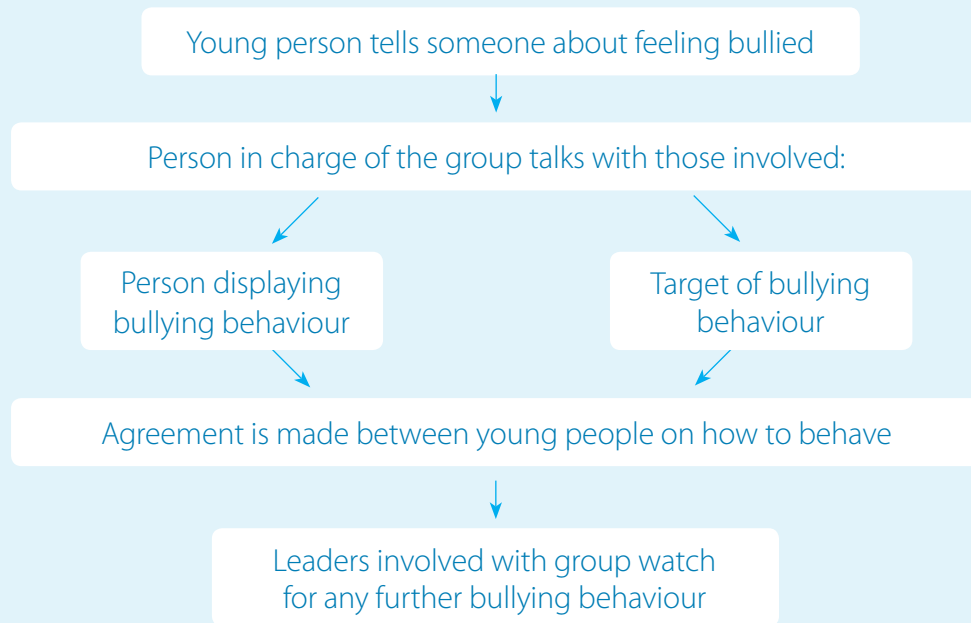 Young person tells someone about feeling bullied
Person in charge of the group talks with those involved:
Person displaying
bullying behaviour
Target of bullying
behaviour
Agreement is made between young people on how to behave
Leaders involved with group watch
for any further bullying behaviour